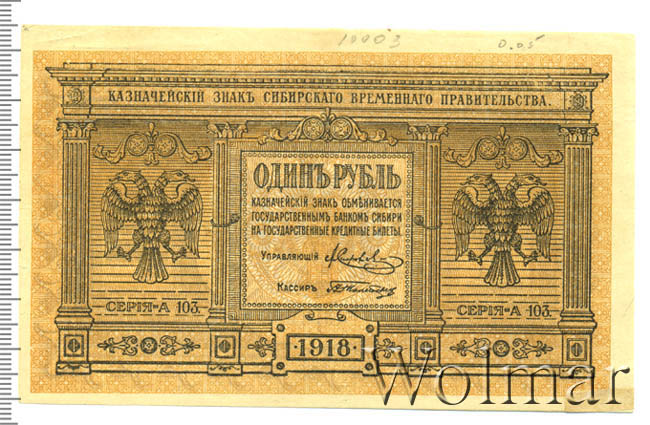 10003
0.05
КАЗНАЧЕЙСКІЙ ЗНАКЪ СИБИРСКАГО ВРЕМЕННАГО ПРАВИТЕЛЬСТВА.
ОДИНЪ РУБЛЬ
КАЗНАЧЕЙСКІЙ ЗНАКЪ ОБМѢНИВАЕТСЯ
ГОСУДАРСТВЕННЫМЪ БАНКОМЪ СИБИРИ
НА ГОСУДАРСТВЕННЫЕ КРЕДИТНЫЕ БИЛЕТЫ.
УПРАВЛЯЮЩІЙ
КАССИРЪ
СЕРІЯ-А 103.
СЕРІЯ-А 103.
1918
Wolmar